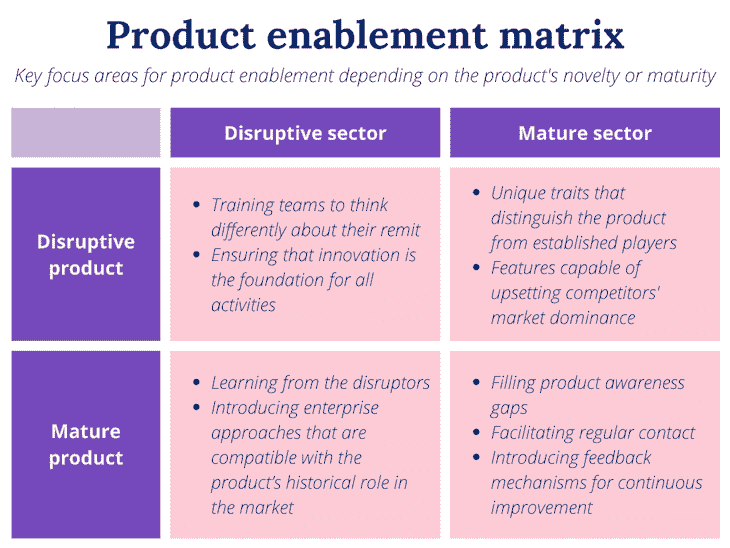 Product enablement matrix
Key focus areas for product enablement depending on the product's novelty or maturity
Disruptive sector
Mature sector
Disruptive
product
• Training teams to think
differently about their remit
• Ensuring that innovation is
the foundation for all
activities
• Unique traits that
distinguish the product
from established players
• Features capable of
upsetting competitors'
market dominance
Mature
product
• Learning from the disruptors
• Introducing enterprise
approaches that are
compatible with the
product’s historical role in
the market
• Filling product awareness
gaps
• Facilitating regular contact
• Introducing feedback
mechanisms for continuous
improvement